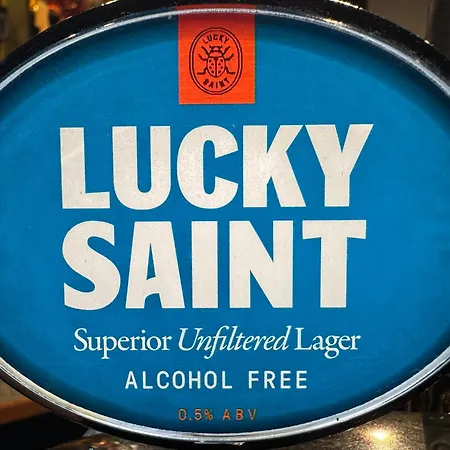 LUCKY
SAINT
LUCKY
SAINT
Superior Unfiltered Lager
ALCOHOL FREE
0.5% ABV